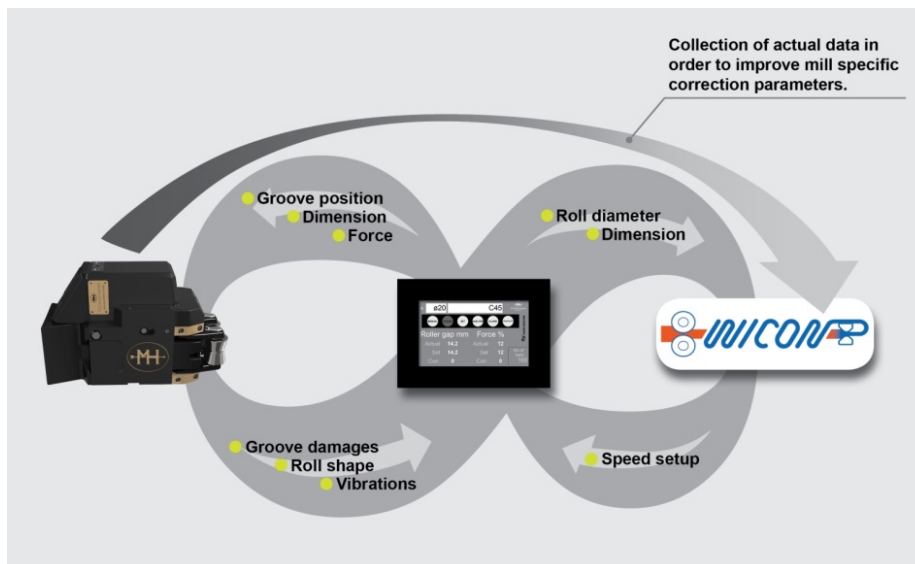 Collection of actual data in
order to improve mill specific
correction parameters.
Groove position
Dimension
Force
Roll diameter
Dimension
ø20 C45
Roller gap mm Force %
Actual 14.2 Actual 12
Set 14.2 Set 12
Corr 0 Corr 0
WICON
MH
Groove damages
Roll shape
Vibrations
Speed setup